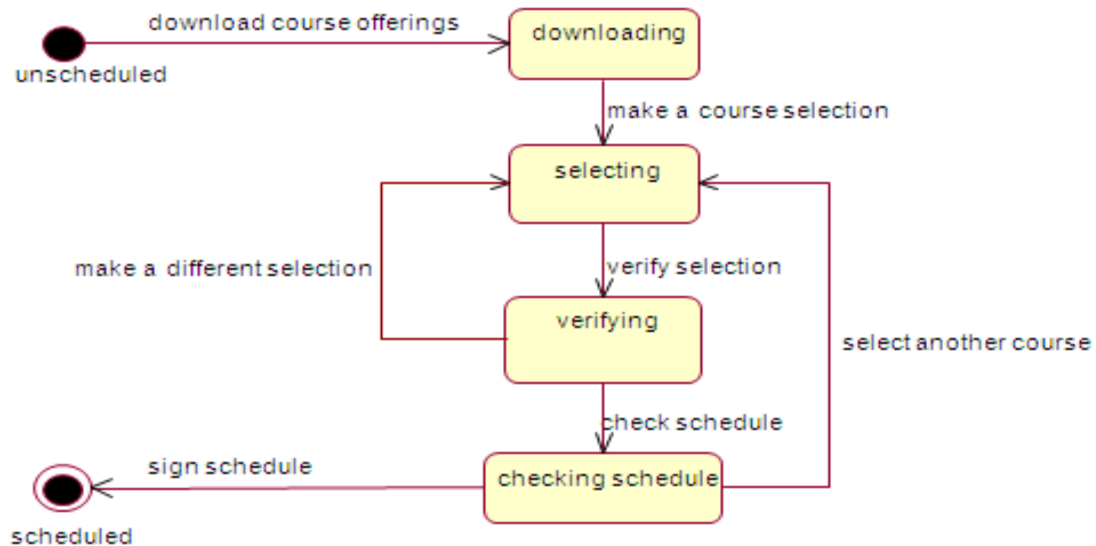 download course offerings
downloading
unscheduled
make a course selection
selecting
make a different selection
verify selection
verifying
select another course
check schedule
sign schedule
checking schedule
scheduled